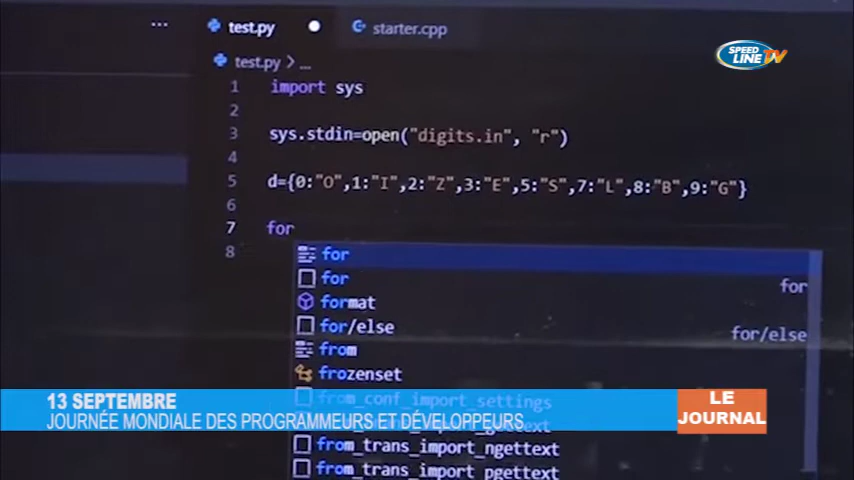 test.py
starter.cpp
SPEED
LINE TV
test.py > ...
1 import sys
2
3 sys.stdin=open("digits.in", "r")
4
5 d={0:"O",1:"I",2:"Z",3:"E",5:"S",7:"L",8:"B",9:"G"}
6
7 for
8
for
for for
format
for/else for/else
from
frozenset
from_conf_import_settings
from_trans_import_ngettext
from_trans_import_pgettext
13 SEPTEMBRE
JOURNÉE MONDIALE DES PROGRAMMEURS ET DÉVELOPPEURS
LE
JOURNAL